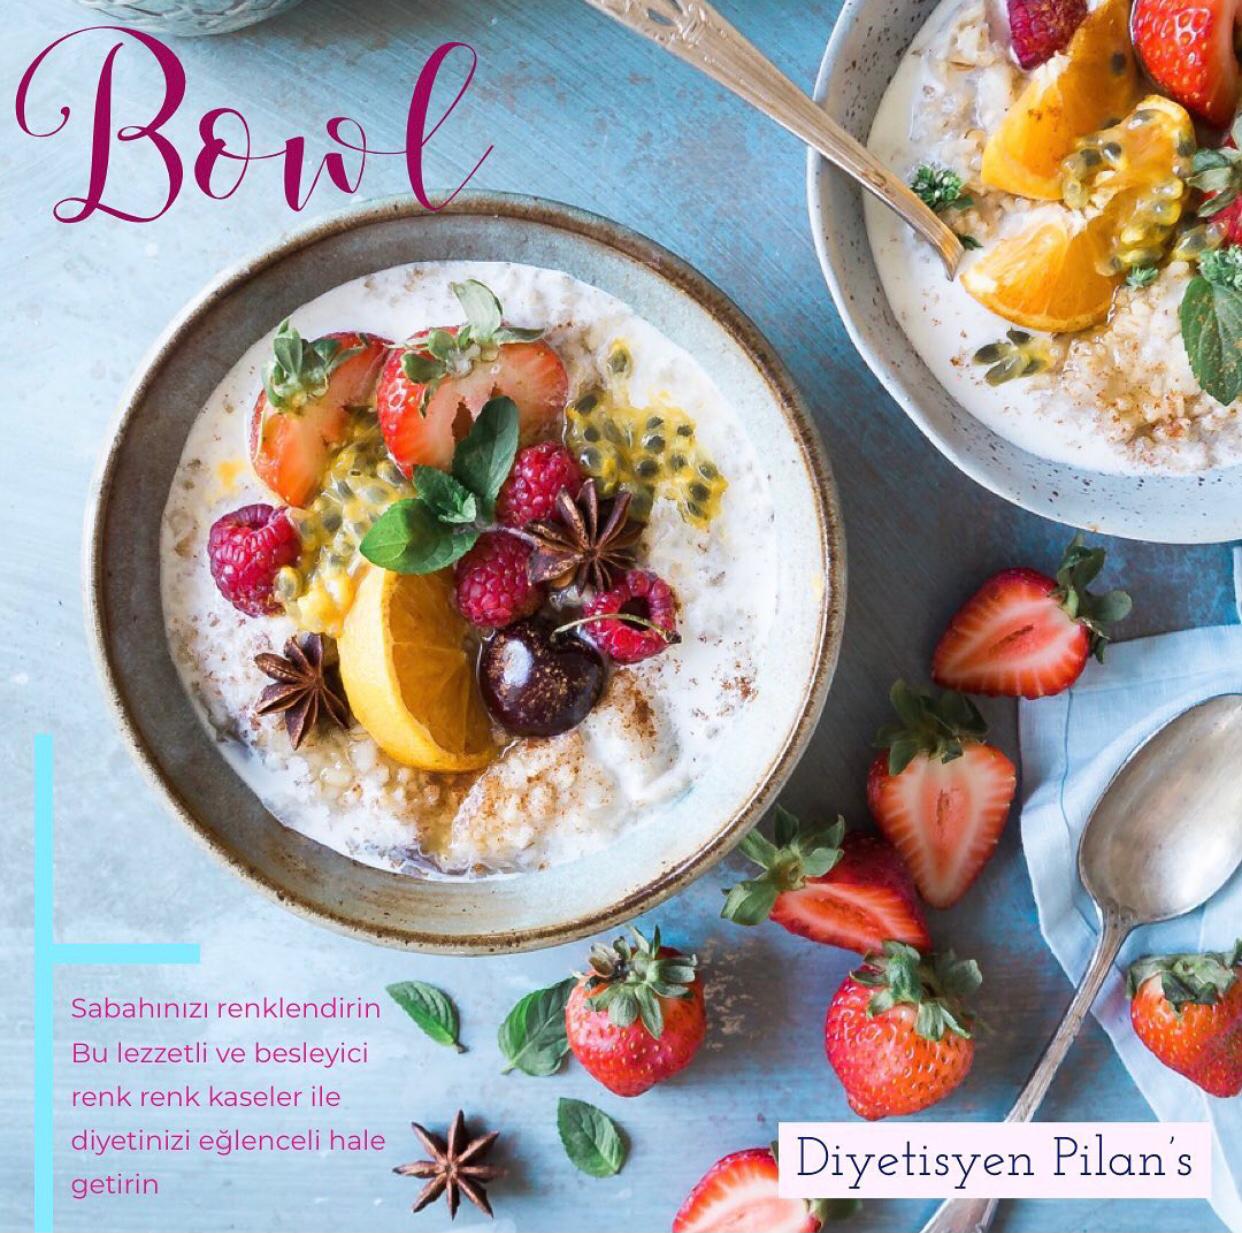 Bowl
Sabahınızı renklendirin
Bu lezzetli ve besleyici
renk renk kaseler ile
diyetinizi eğlenceli hale
getirin
Diyetisyen Pilan's